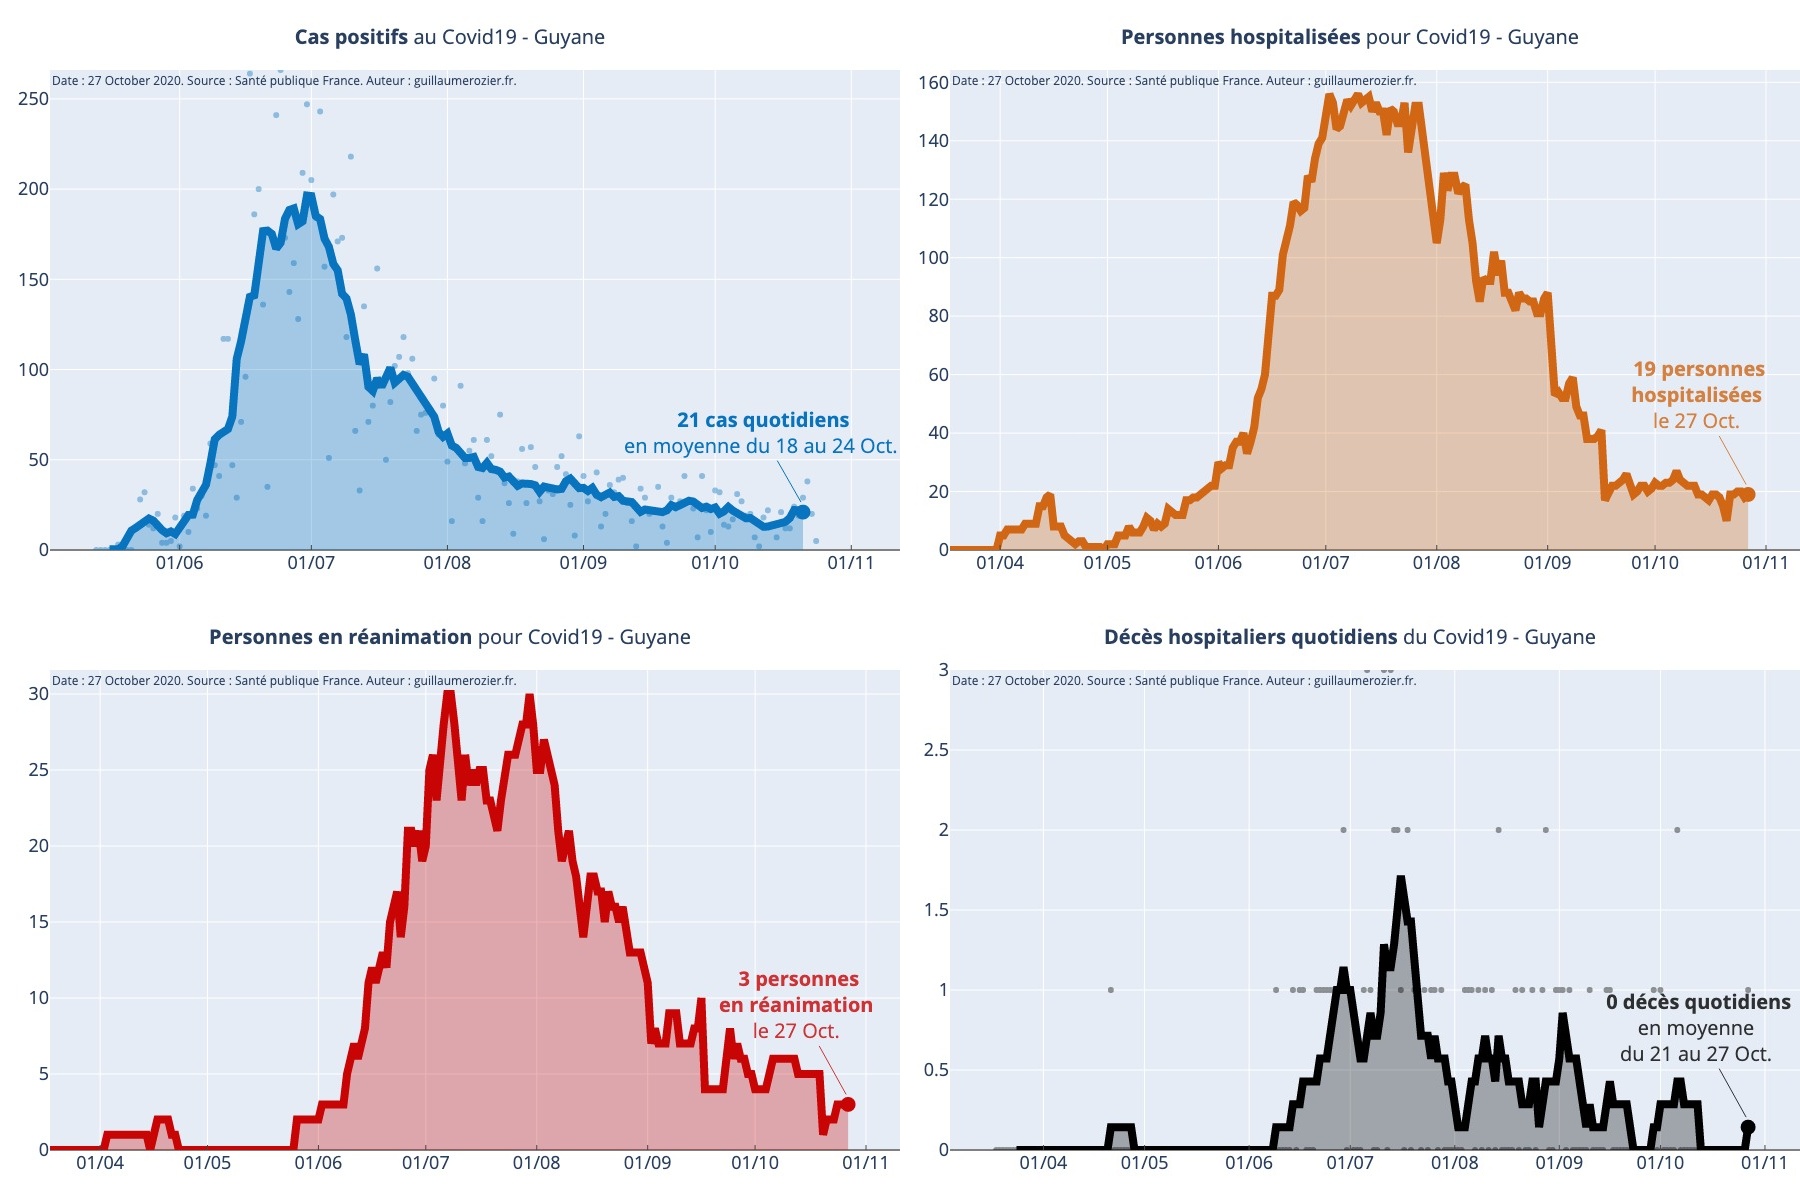 Cas positifs au Covid19 - Guyane
Date : 27 October 2020. Source : Santé publique France. Auteur : guillaumerozier.fr.
250
200
150
100
50
0
21 cas quotidiens
en moyenne du 18 au 24 Oct.
01/06 01/07 01/08 01/09 01/10 01/11
Personnes hospitalisées pour Covid19 - Guyane
Date : 27 October 2020. Source : Santé publique France. Auteur : guillaumerozier.fr.
160
140
120
100
80
60
40
20
0
19 personnes
hospitalisées
le 27 Oct.
01/04 01/05 01/06 01/07 01/08 01/09 01/10 01/11
Personnes en réanimation pour Covid19 - Guyane
Date : 27 October 2020. Source : Santé publique France. Auteur : guillaumerozier.fr.
30
25
20
15
10
5
0
3 personnes
en réanimation
le 27 Oct.
01/04 01/05 01/06 01/07 01/08 01/09 01/10 01/11
Décès hospitaliers quotidiens du Covid19 - Guyane
Date : 27 October 2020. Source : Santé publique France. Auteur : guillaumerozier.fr.
3
2.5
2
1.5
1
0.5
0
0 décès quotidiens
en moyenne
du 21 au 27 Oct.
01/04 01/05 01/06 01/07 01/08 01/09 01/10 01/11